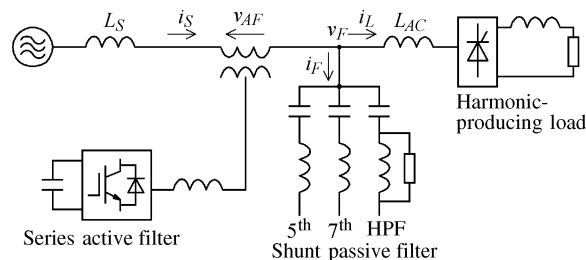 L_S i_S v_AF v_F i_L L_AC
i_F
Harmonic-
producing load
5th 7th HPF
Series active filter
Shunt passive filter